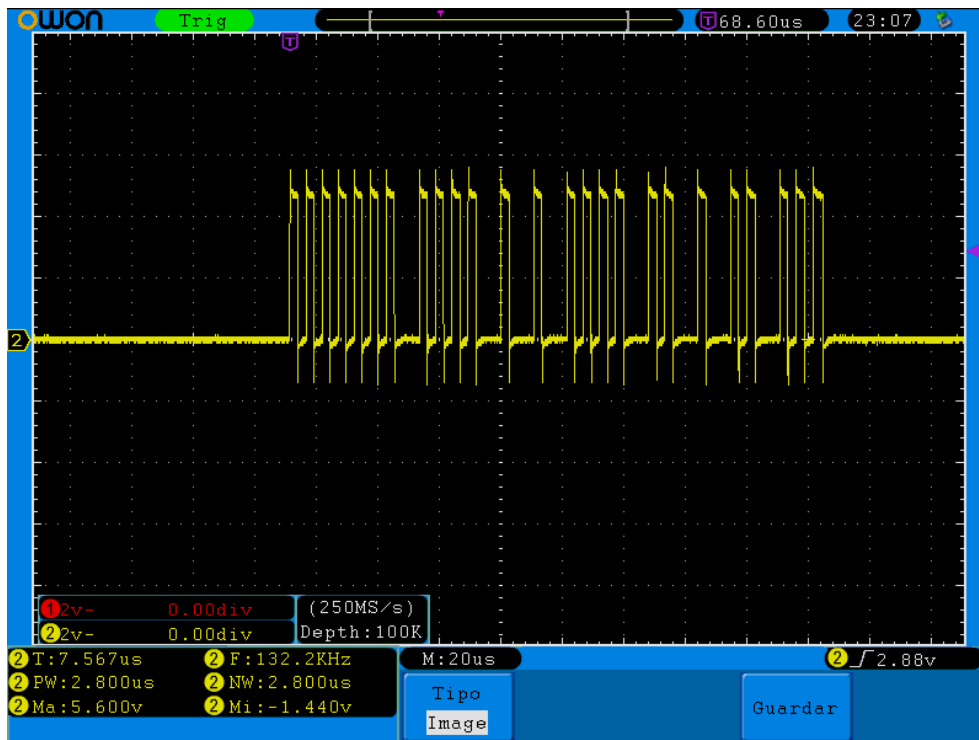 OWON Trig T 68.60us 23:07
T
2
1 2v- 0.00div
2 2v- 0.00div
(250MS/s)
Depth:100K
2 T:7.567us 2 F:132.2KHz
2 PW:2.800us 2 NW:2.800us
2 Ma:5.600v 2 Mi:-1.440v
M:20us
2 2.88v
Tipo
Image
Guardar